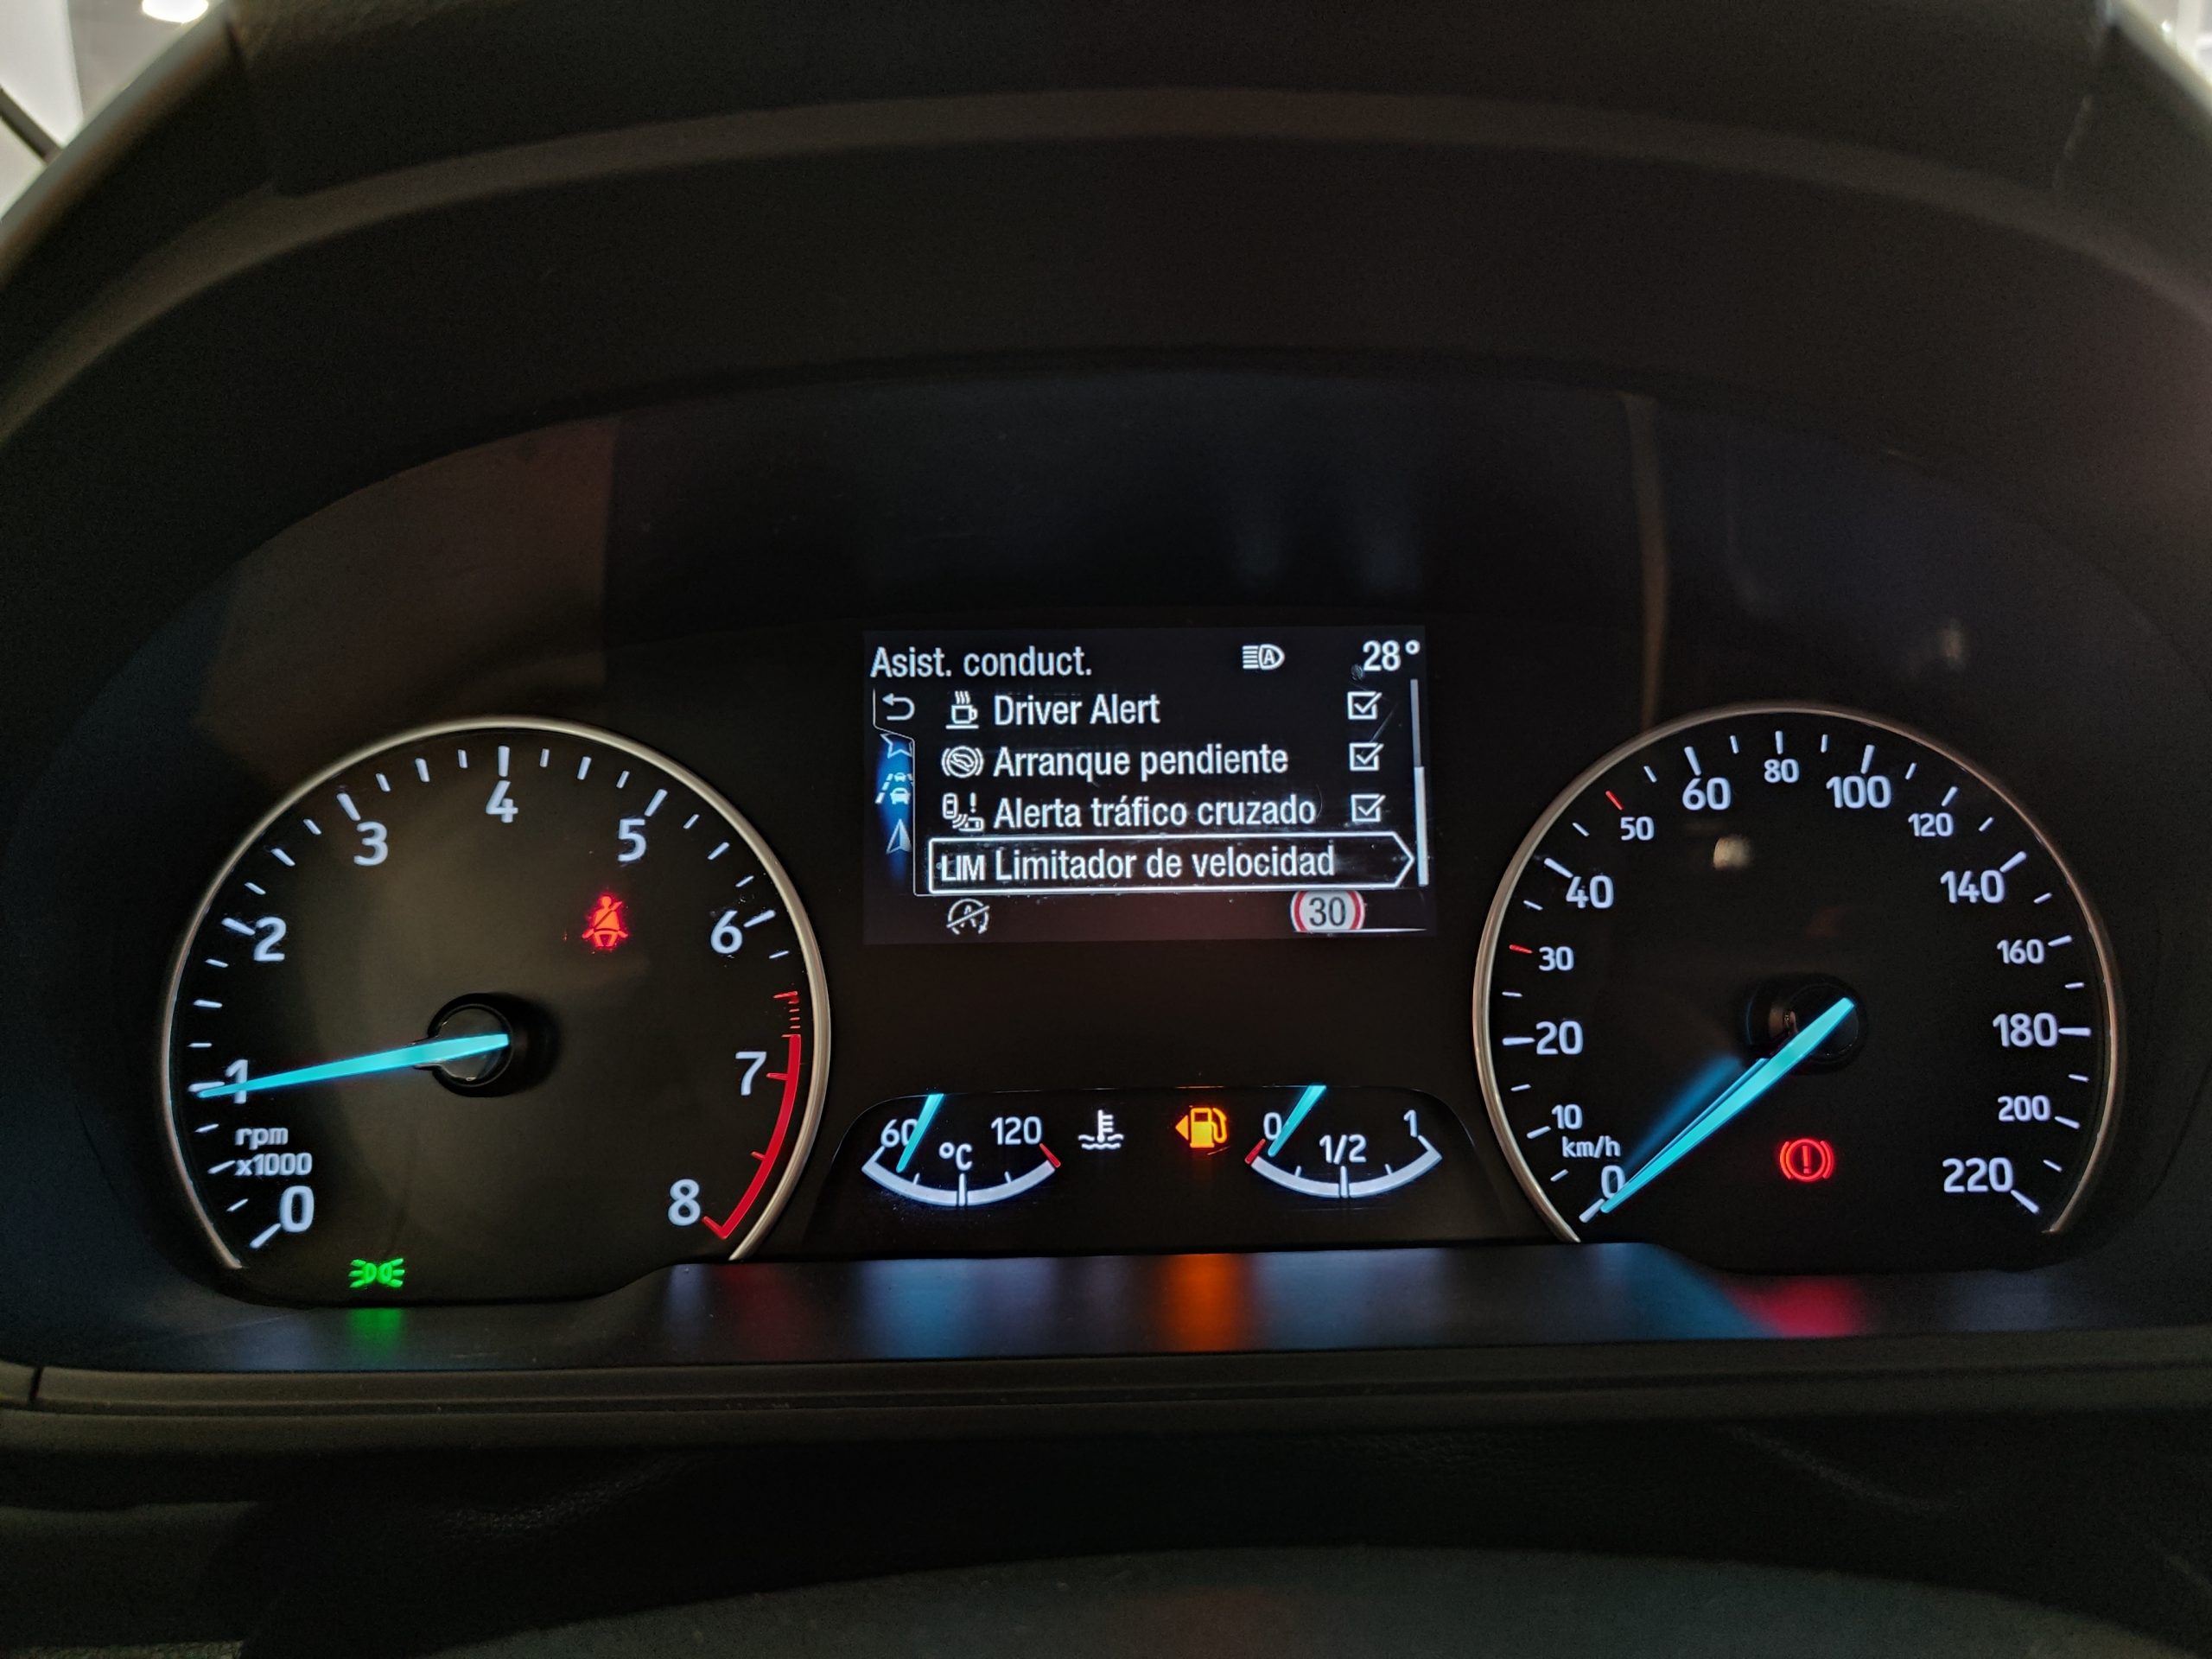 Asist. conduct. A 28°
Driver Alert
Arranque pendiente
Alerta tráfico cruzado
LIM Limitador de velocidad
A 30
0
1
2
3
4
5
6
7
8
rpm
x1000
60 °C 120
0 1/2 1
0
10
20
30
40
50
60
80
100
120
140
160
180
200
220
km/h